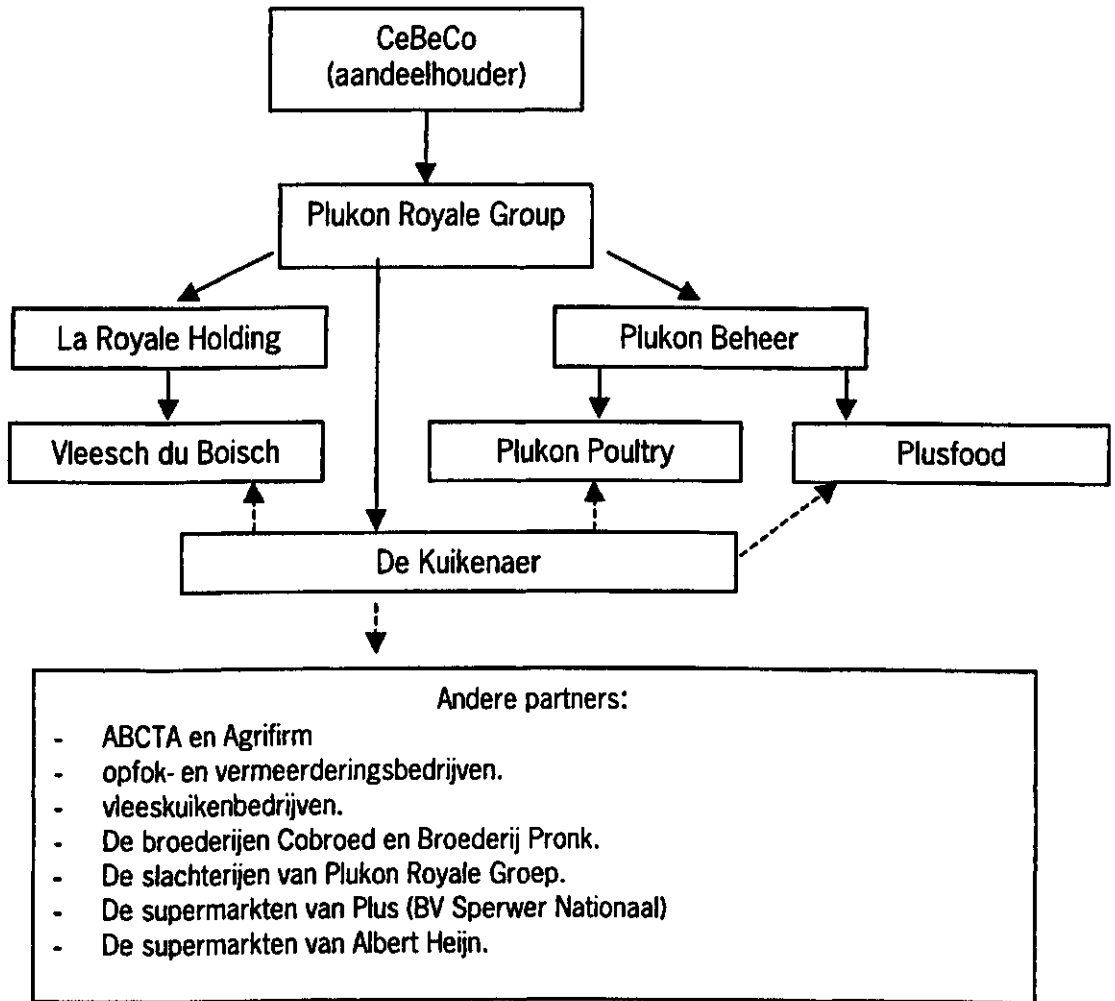 CeBeCo
(aandeelhouder)
Plukon Royale Group
La Royale Holding
Plukon Beheer
Vleesch du Boisch
Plukon Poultry
Plusfood
De Kuikenaer
Andere partners:
- ABCTA en Agrifirm
- opfok- en vermeerderingsbedrijven.
- vleeskuikenbedrijven.
- De broederijen Cobroed en Broederij Pronk.
- De slachterijen van Plukon Royale Groep.
- De supermarkten van Plus (BV Sperwer Nationaal)
- De supermarkten van Albert Heijn.